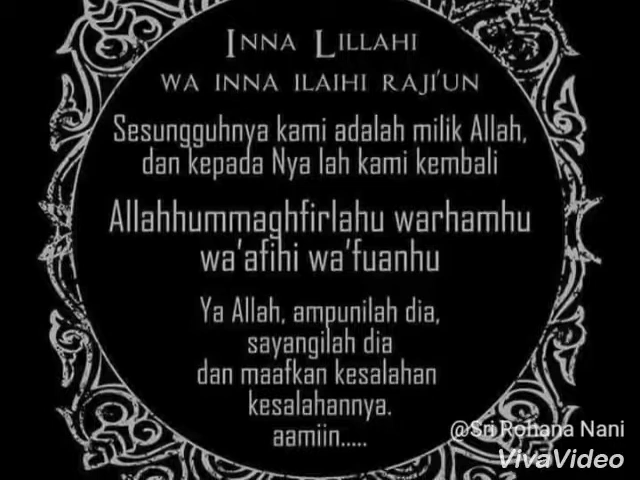 INNA LILLAHI
WA INNA ILAIHI RAJI'UN
Sesungguhnya kami adalah milik Allah,
dan kepada Nya lah kami kembali
Allahhummaghfirlahu warhamhu
wa'afihi wa'fuanhu
Ya Allah, ampunilah dia,
sayangilah dia
dan maafkan kesalahan
kesalahannya.
aamiin.....
@Sri Rohana Nani
VivaVideo